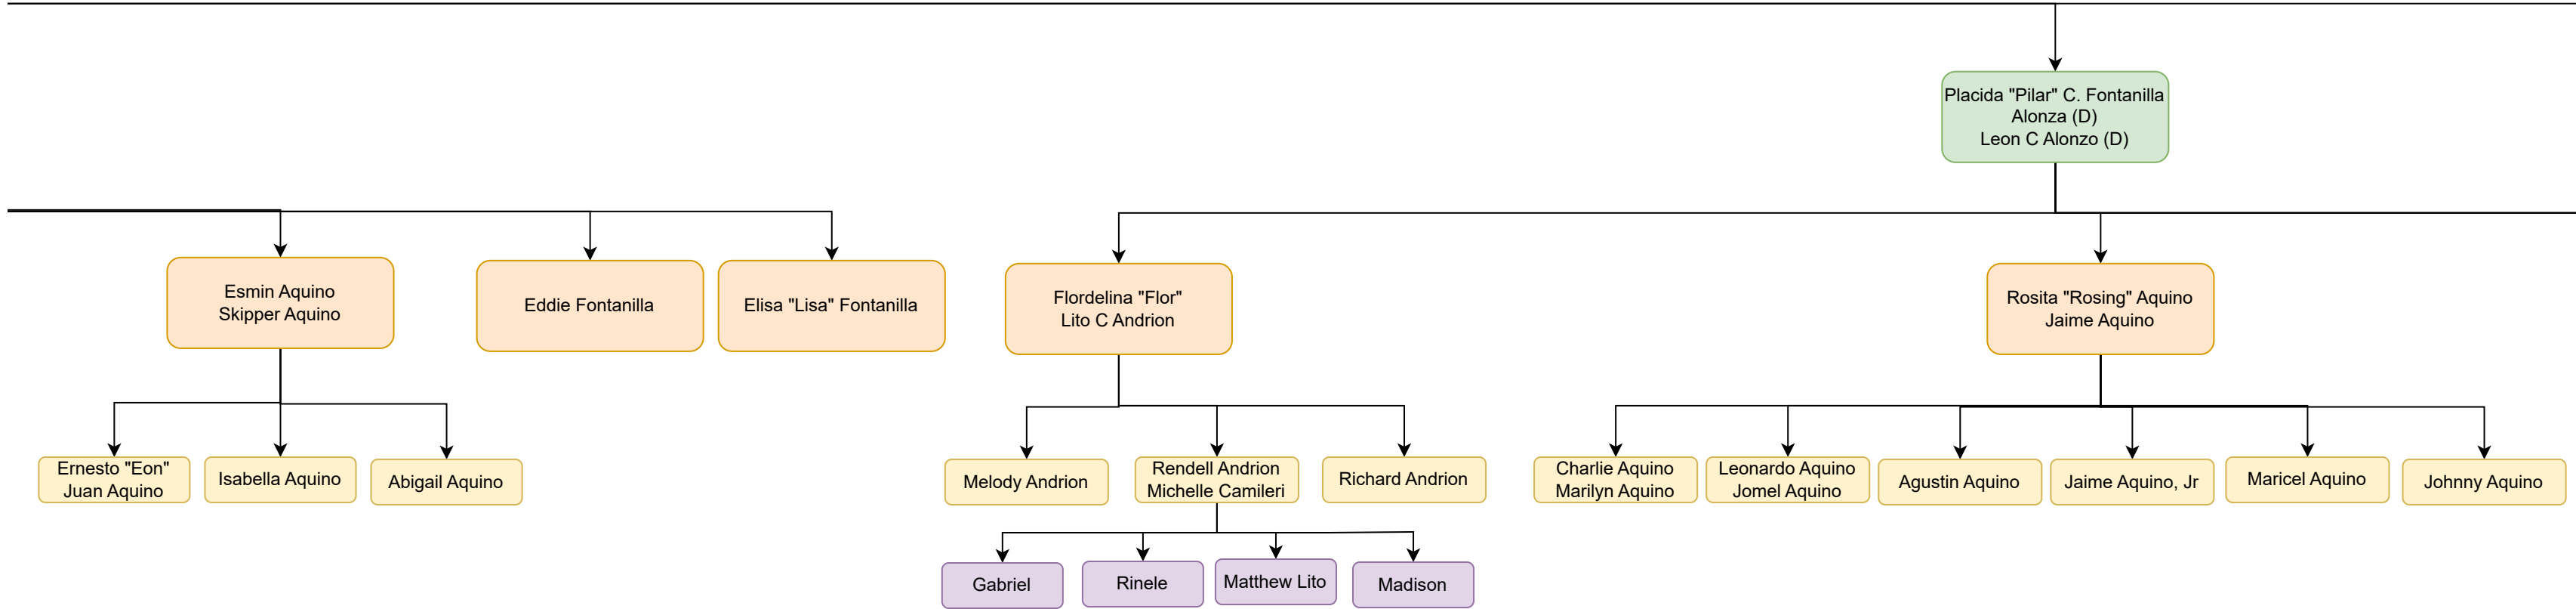 Placida "Pilar" C. Fontanilla
Alonza (D)
Leon C Alonzo (D)
Esmin Aquino
Skipper Aquino
Eddie Fontanilla
Elisa "Lisa" Fontanilla
Flordelina "Flor"
Lito C Andrion
Rosita "Rosing" Aquino
Jaime Aquino
Ernesto "Eon"
Juan Aquino
Isabella Aquino
Abigail Aquino
Melody Andrion
Rendell Andrion
Michelle Camileri
Richard Andrion
Charlie Aquino
Marilyn Aquino
Leonardo Aquino
Jomel Aquino
Agustin Aquino
Jaime Aquino, Jr
Maricel Aquino
Johnny Aquino
Gabriel
Rinele
Matthew Lito
Madison